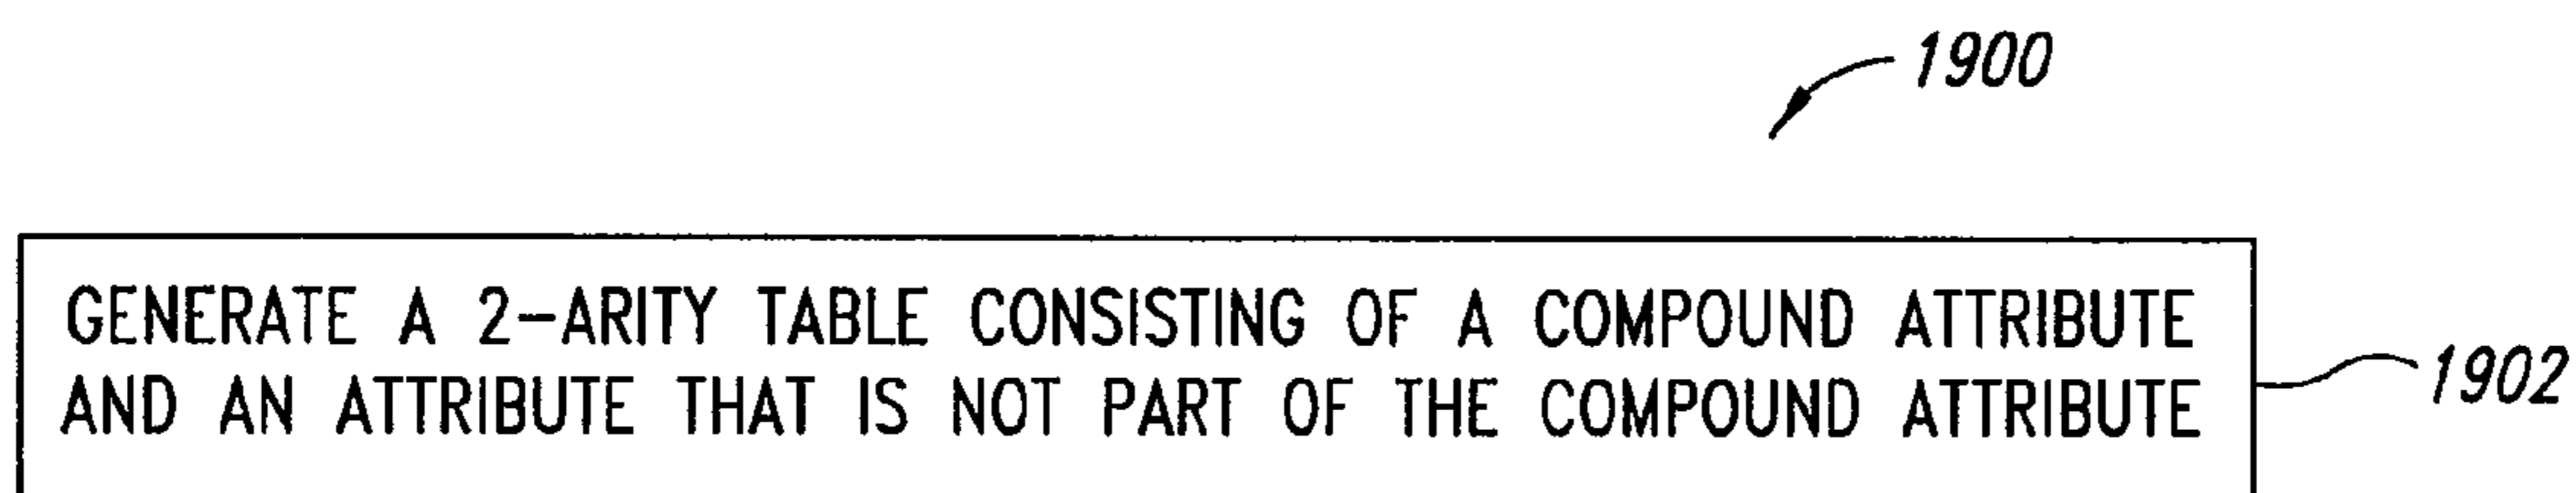 1900
GENERATE A 2-ARITY TABLE CONSISTING OF A COMPOUND ATTRIBUTE
AND AN ATTRIBUTE THAT IS NOT PART OF THE COMPOUND ATTRIBUTE
1902